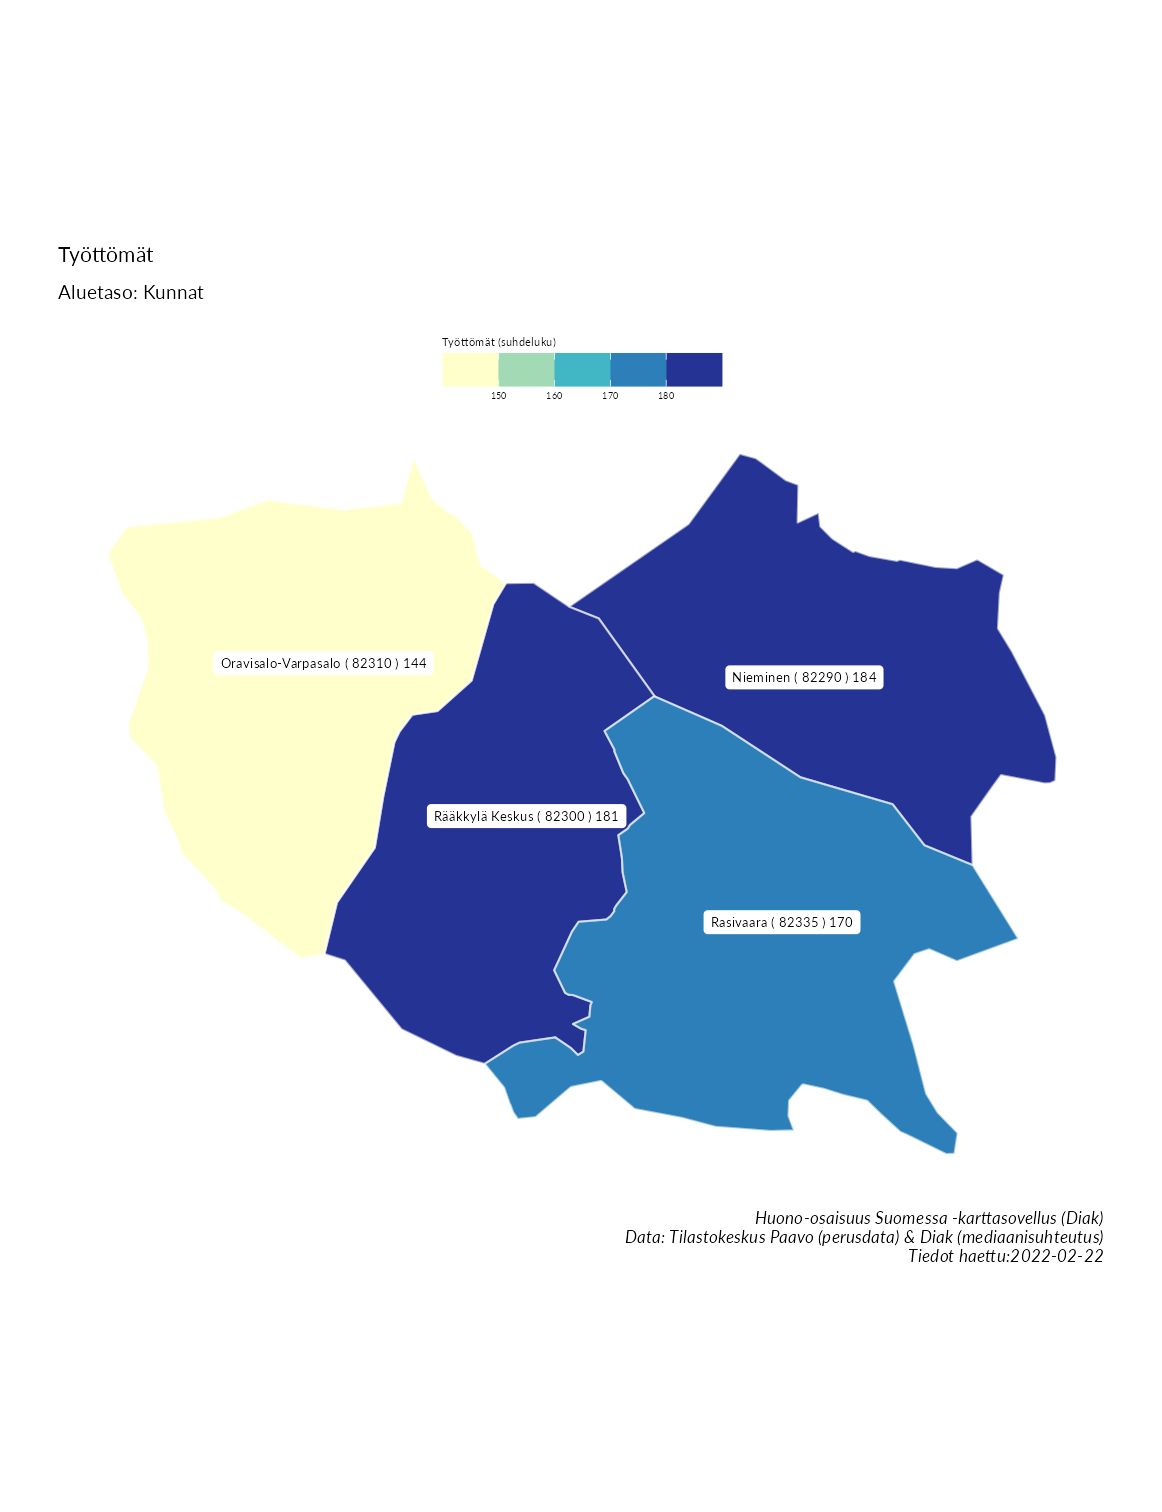 Työttömät
Aluetaso: Kunnat
Työttömät (suhdeluku)
150 160 170 180
Oravisalo-Varpasalo ( 82310 ) 144
Nieminen ( 82290 ) 184
Rääkkylä Keskus ( 82300 ) 181
Rasivaara ( 82335 ) 170
Huono-osaisuus Suomessa -karttasovellus (Diak)
Data: Tilastokeskus Paavo (perusdata) & Diak (mediaanisuhteutus)
Tiedot haettu:2022-02-22